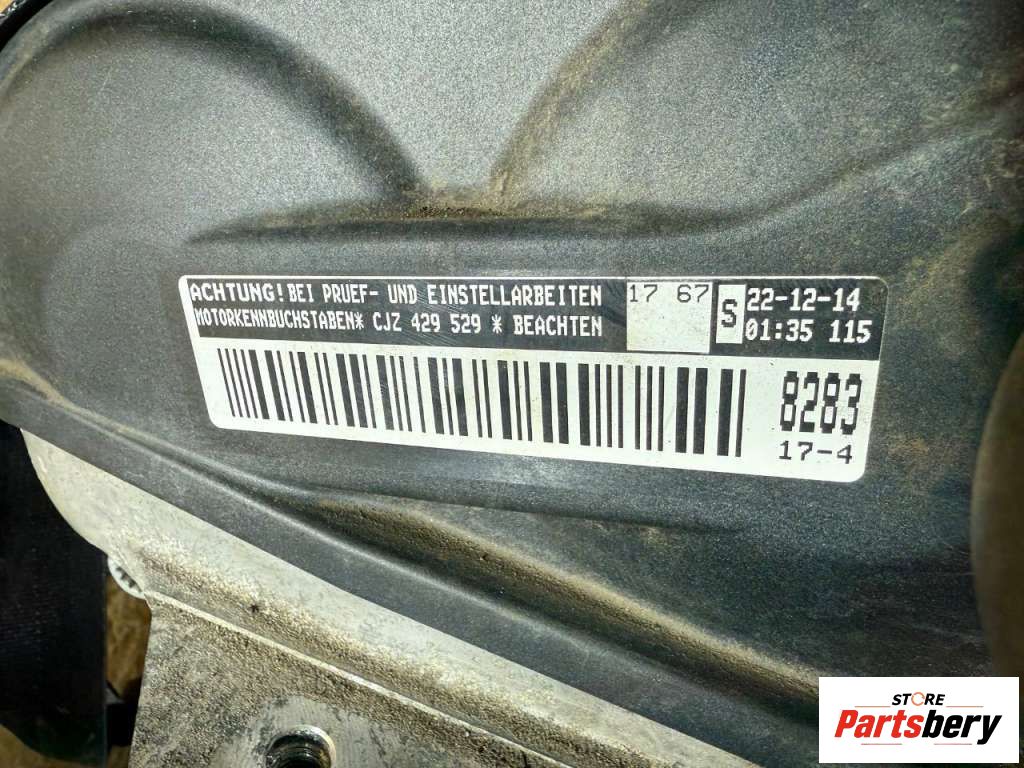 ACHTUNG! BEI PRUEF- UND EINSTELLARBEITEN
MOTORKENNBUCHSTABEN* CJZ 429 529 * BEACHTEN
17 67
S
22-12-14
01:35 115
8283
17-4
STORE
Partsbery